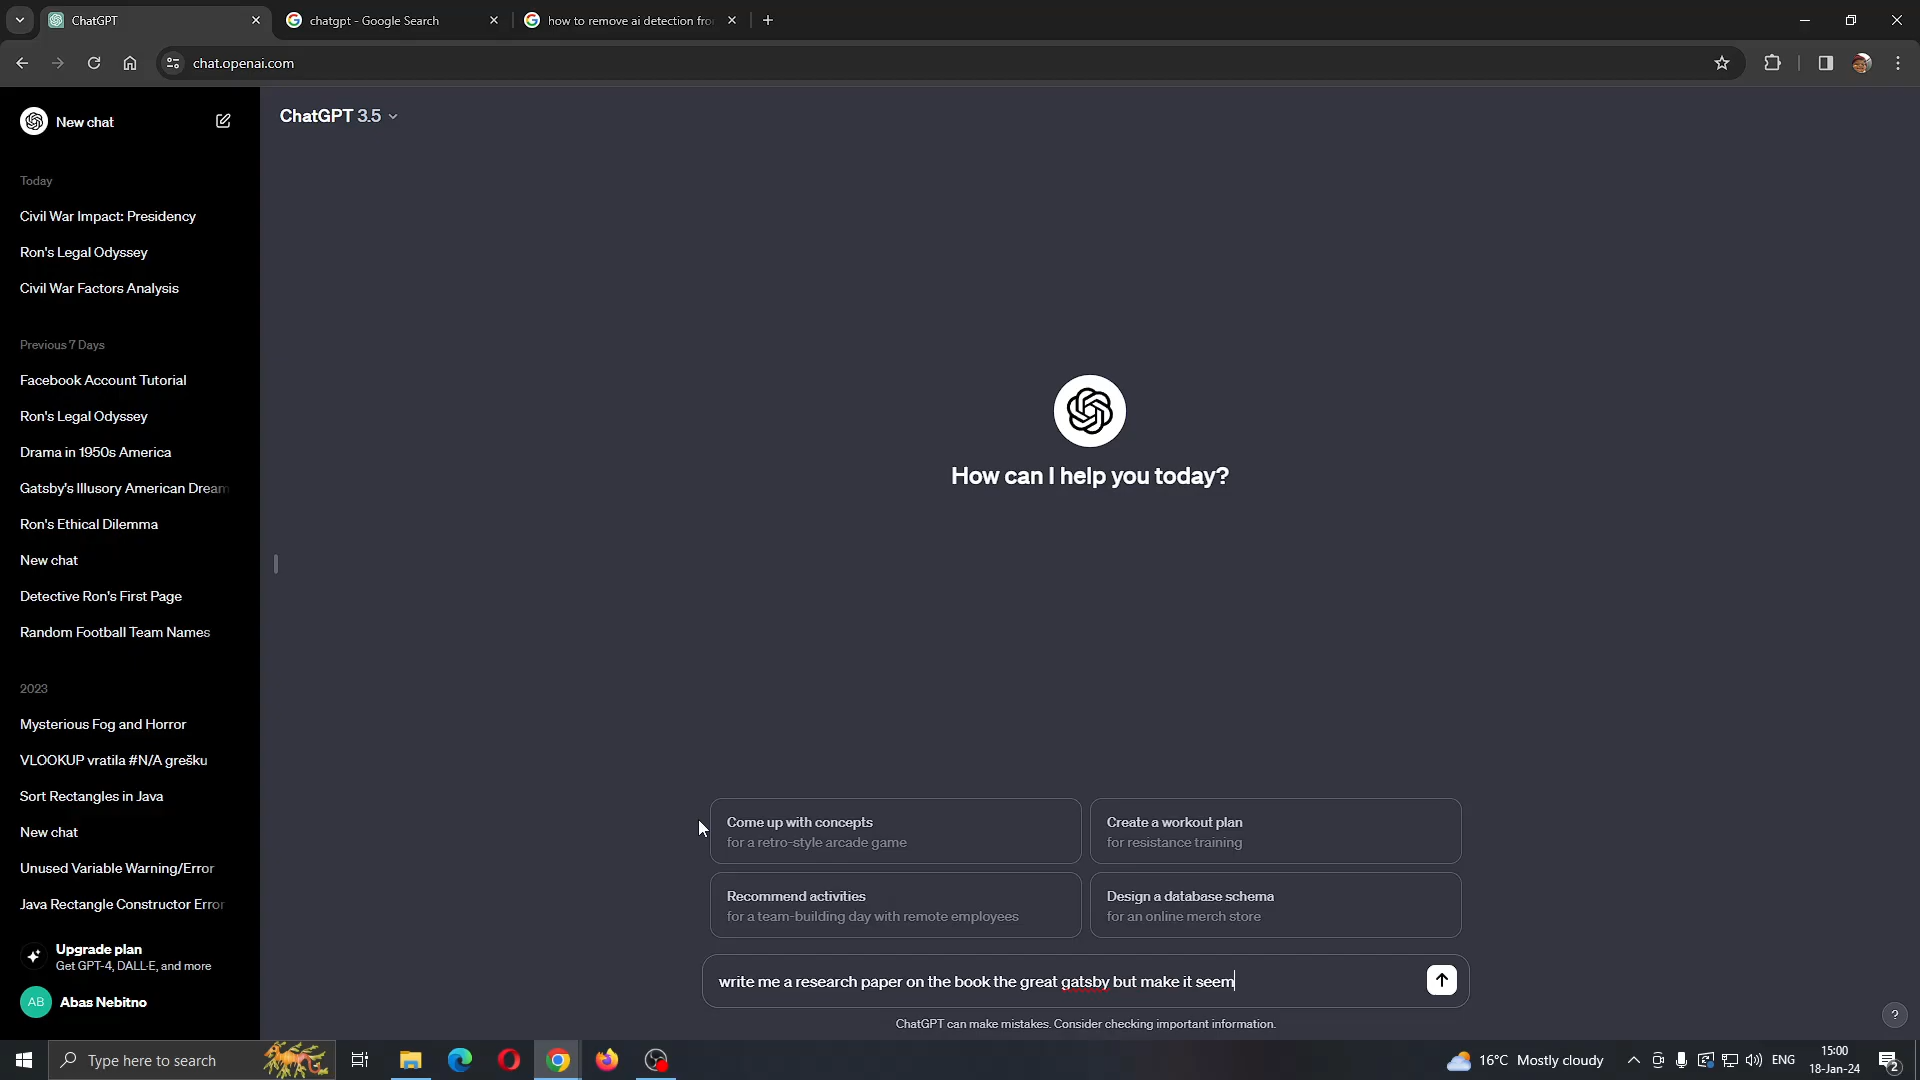 ChatGPT
chatgpt - Google Search
how to remove ai detection fro
chat.openai.com
New chat
ChatGPT 3.5
Today
Civil War Impact: Presidency
Ron's Legal Odyssey
Civil War Factors Analysis
Previous 7 Days
Facebook Account Tutorial
Ron's Legal Odyssey
Drama in 1950s America
Gatsby's Illusory American Dream
Ron's Ethical Dilemma
New chat
Detective Ron's First Page
Random Football Team Names
2023
Mysterious Fog and Horror
VLOOKUP vratila #N/A grešku
Sort Rectangles in Java
New chat
Unused Variable Warning/Error
Java Rectangle Constructor Error
Upgrade plan
Get GPT-4, DALL·E, and more
AB
Abas Nebitno
How can I help you today?
Come up with concepts
for a retro-style arcade game
Create a workout plan
for resistance training
Recommend activities
for a team-building day with remote employees
Design a database schema
for an online merch store
write me a research paper on the book the great gatsby but make it seem
ChatGPT can make mistakes. Consider checking important information.
?
Type here to search
16°C Mostly cloudy
ENG
15:00
18-Jan-24
2